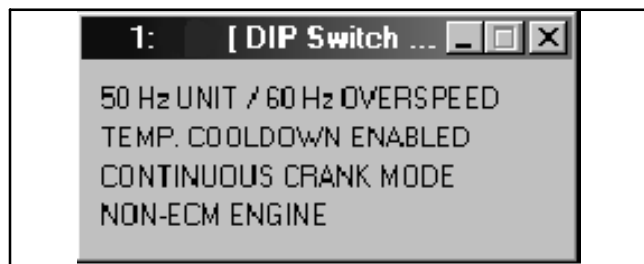 1: [ DIP Switch ...
50 Hz UNIT / 60 Hz OVERSPEED
TEMP. COOLDOWN ENABLED
CONTINUOUS CRANK MODE
NON-ECM ENGINE